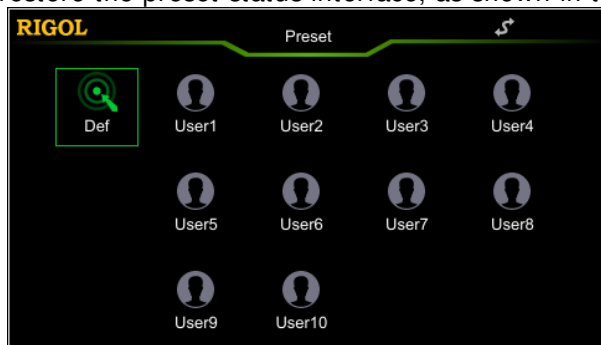 restore the preset status interface, as shown in t
RIGOL
Preset
Def User1 User2 User3 User4
User5 User6 User7 User8
User9 User10